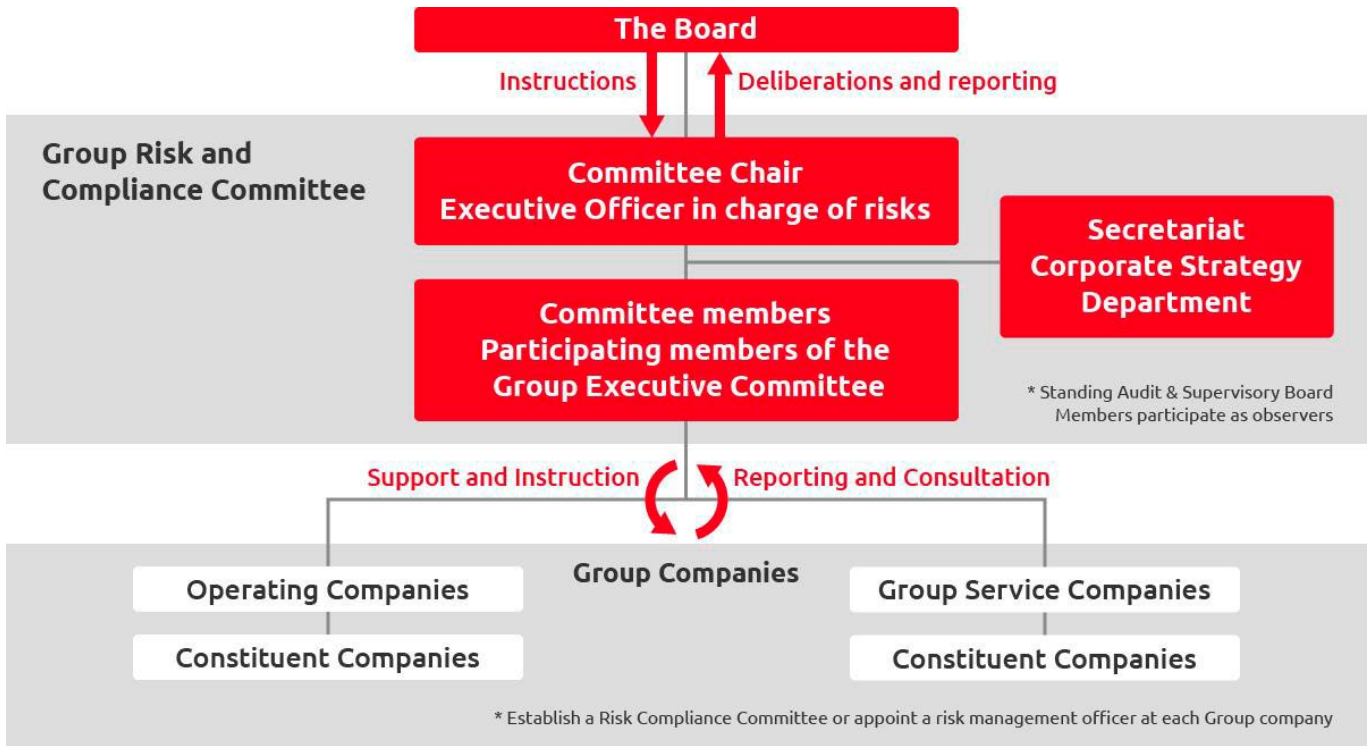 The Board
Instructions
Deliberations and reporting
Group Risk and
Compliance Committee
Committee Chair
Executive Officer in charge of risks
Secretariat
Corporate Strategy
Department
Committee members
Participating members of the
Group Executive Committee
* Standing Audit & Supervisory Board
Members participate as observers
Support and Instruction
Reporting and Consultation
Group Companies
Operating Companies
Group Service Companies
Constituent Companies
Constituent Companies
* Establish a Risk Compliance Committee or appoint a risk management officer at each Group company